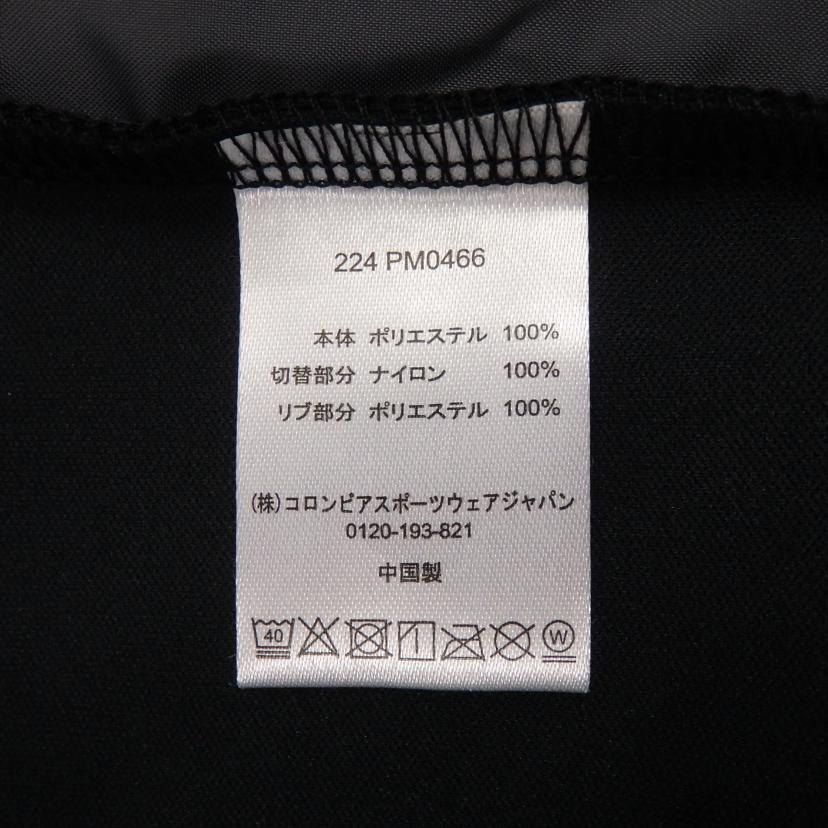 224 PM0466
本体 ポリエステル 100%
切替部分 ナイロン 100%
リブ部分 ポリエステル 100%
(株)コロンビアスポーツウェアジャパン
0120-193-821
中国製
40 W